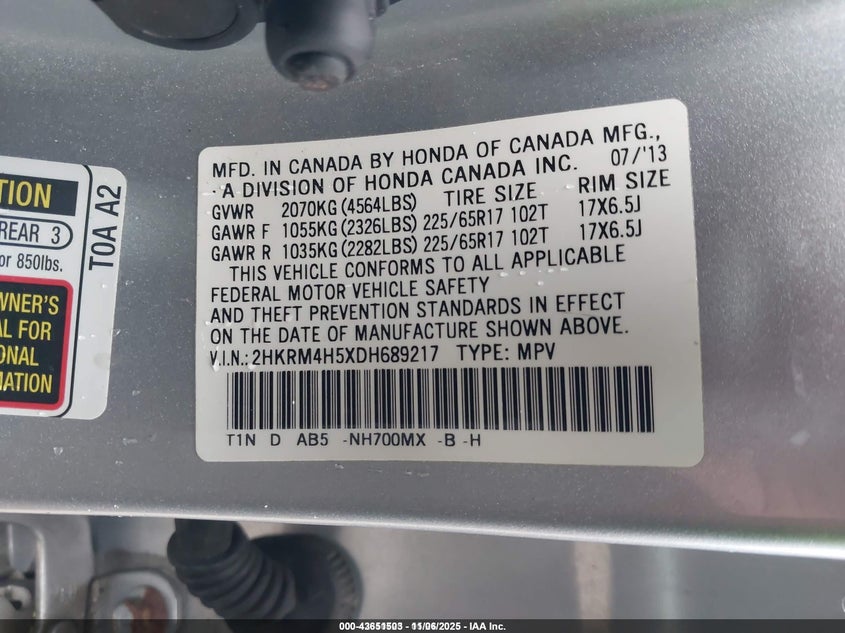 MFD. IN CANADA BY HONDA OF CANADA MFG.,
A DIVISION OF HONDA CANADA INC. 07/'13
GVWR 2070KG (4564LBS) TIRE SIZE RIM SIZE
GAWR F 1055KG (2326LBS) 225/65R17 102T 17X6.5J
GAWR R 1035KG (2282LBS) 225/65R17 102T 17X6.5J
THIS VEHICLE CONFORMS TO ALL APPLICABLE
FEDERAL MOTOR VEHICLE SAFETY
AND THEFT PREVENTION STANDARDS IN EFFECT
ON THE DATE OF MANUFACTURE SHOWN ABOVE.
V.I.N.: 2HKRM4H5XDH689217 TYPE: MPV
T1N D AB5 -NH700MX -B -H
TION
REAR 3
or 850lbs.
T0A A2
WNER'S
AL FOR
IONAL
MATION
000-43651503 - 11/06/2025 - IAA Inc.